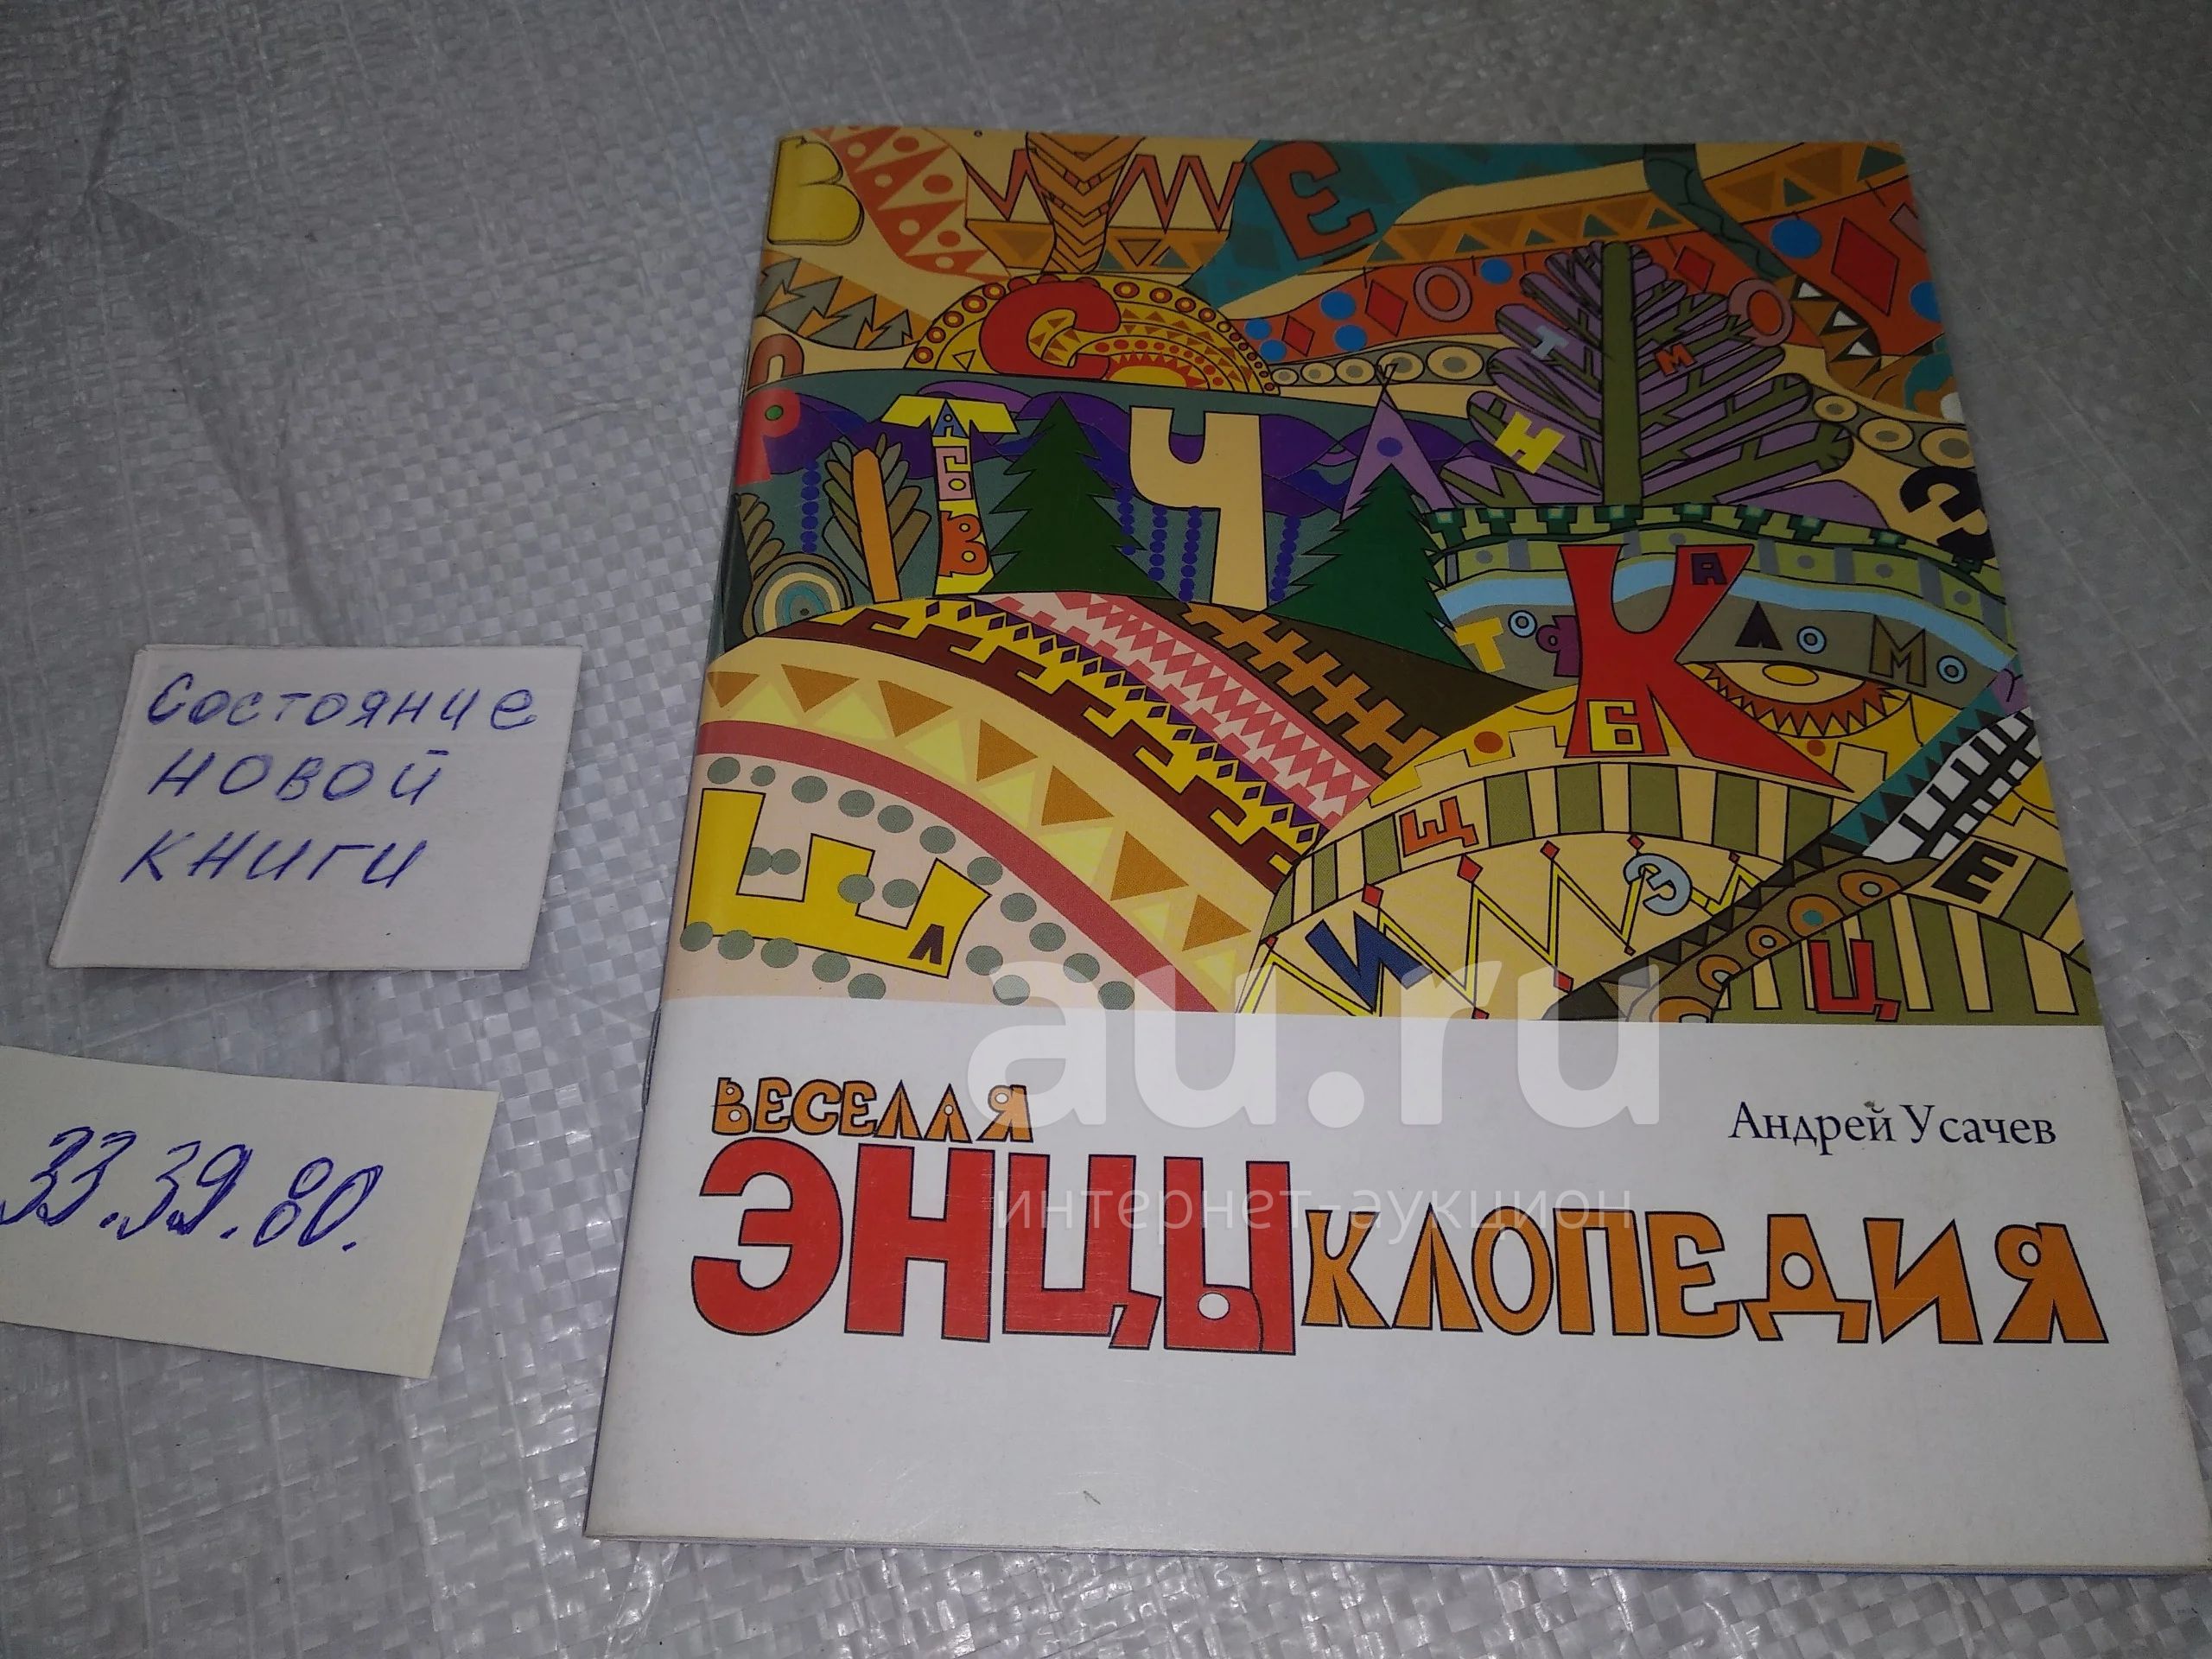 Состояние
новой
книги
33.39.80.
au.ru
интернет-аукцион
Андрей Усачев
ВЕСЕЛАЯ
ЭНЦЫКЛОПЕДИЯ